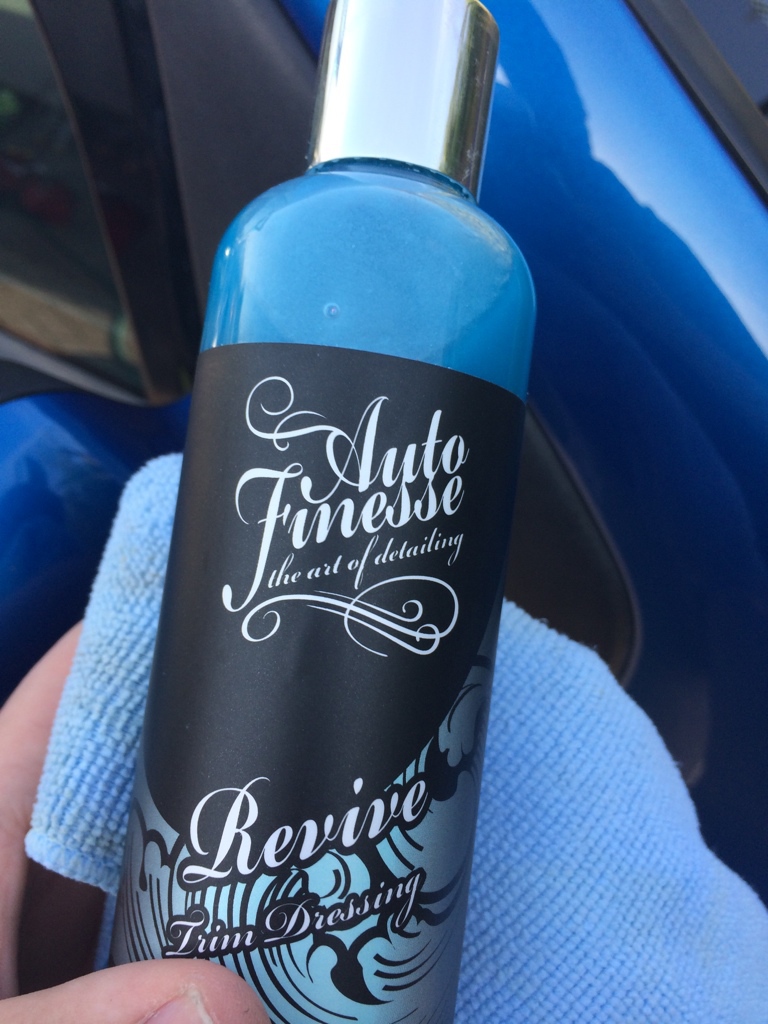 Auto
Finesse
the art of detailing
Revive
Trim Dressing